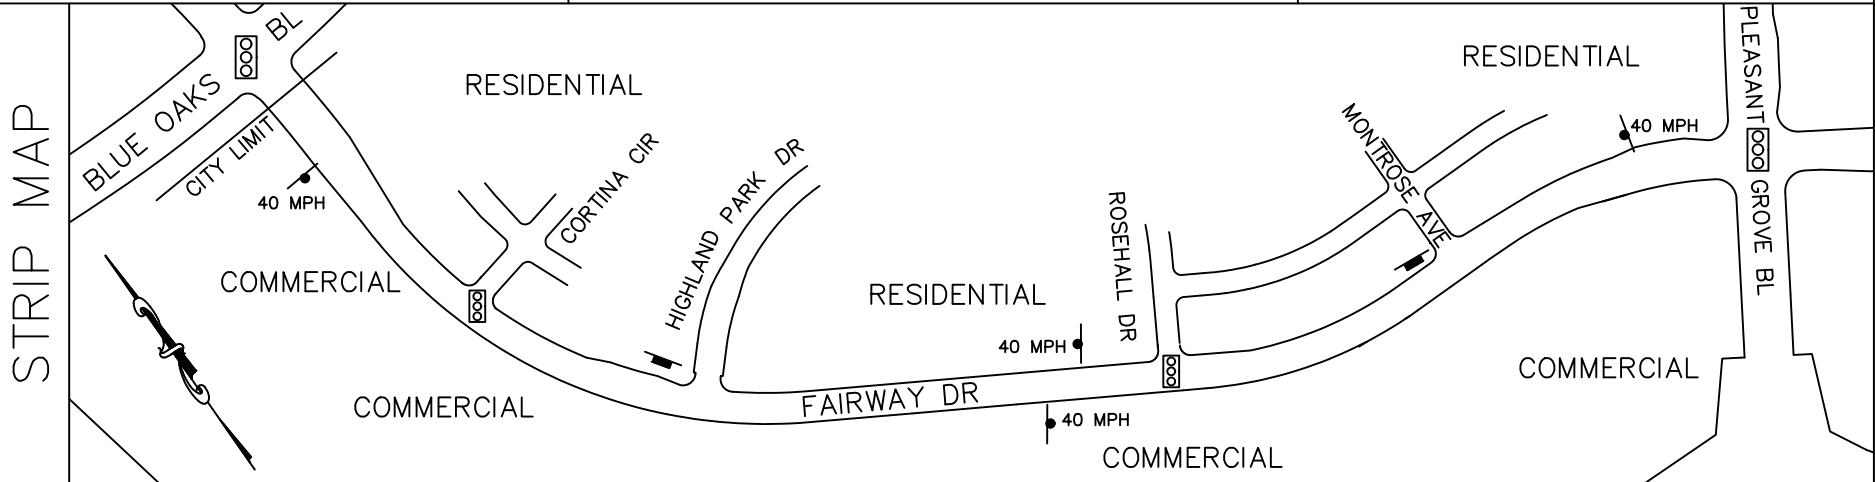 STRIP MAP
BLUE OAKS BL
CITY LIMIT
40 MPH
RESIDENTIAL
COMMERCIAL
CORTINA CIR
HIGHLAND PARK DR
COMMERCIAL
RESIDENTIAL
FAIRWAY DR
40 MPH
40 MPH
COMMERCIAL
ROSEHALL DR
MONTROSE AVE
RESIDENTIAL
40 MPH
COMMERCIAL
PLEASANT GROVE BL